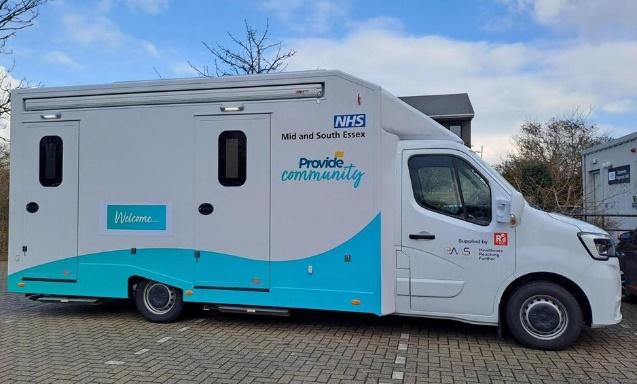 NHS
Mid and South Essex
Provide
community
Welcome...
Supplied by
Healthcare
Reaching
Further